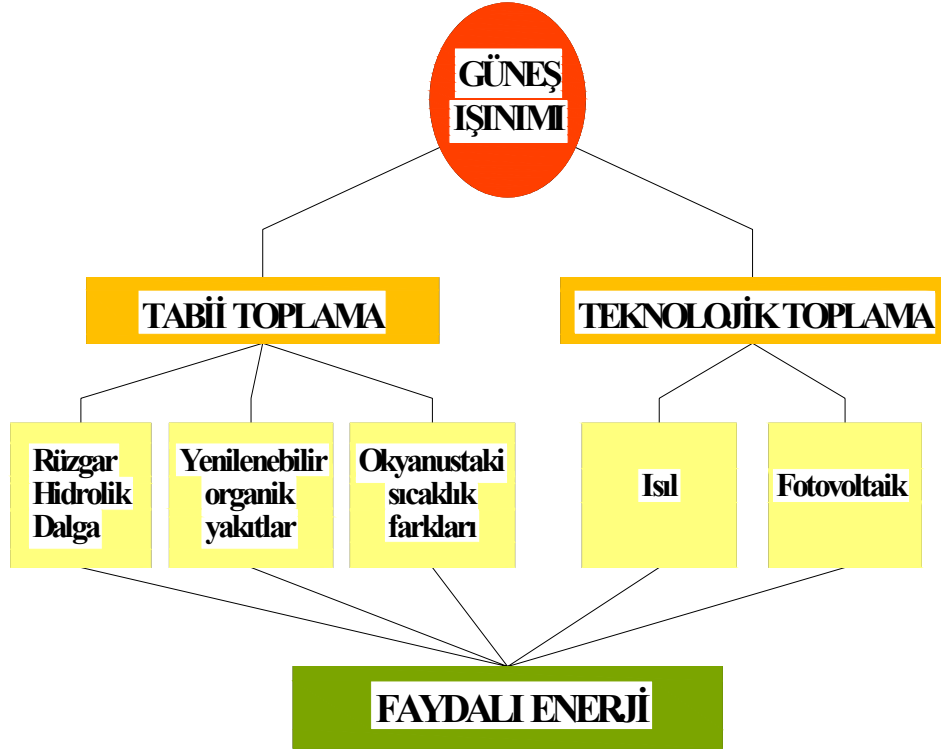 GÜNEŞ
IŞINIMI
TABİİ TOPLAMA
TEKNOLOJİK TOPLAMA
Rüzgar
Hidrolik
Dalga
Yenilenebilir
organik
yakıtlar
Okyanustaki
sıcaklık
farkları
Isıl
Fotovoltaik
FAYDALI ENERJİ